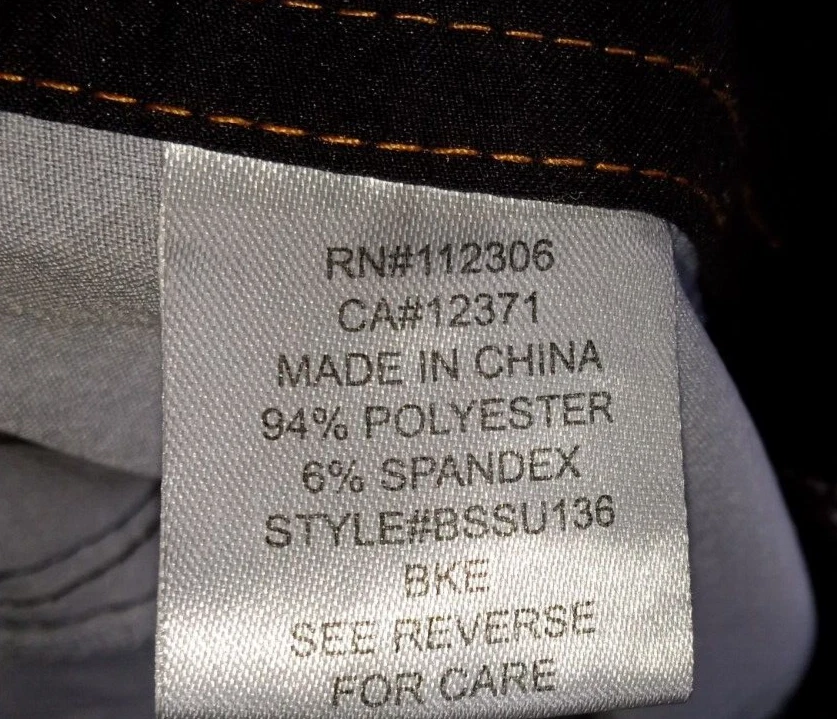 RN#112306
CA#12371
MADE IN CHINA
94% POLYESTER
6% SPANDEX
STYLE#BSSU136
BKE
SEE REVERSE
FOR CARE